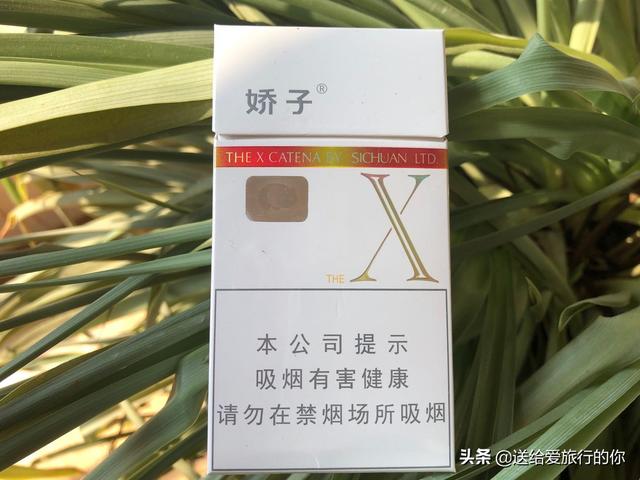 娇子®
THE X CATENA BY SICHUAN LTD.
THE X
本公司提示
吸烟有害健康
请勿在禁烟场所吸烟
头条 @送给爱旅行的你